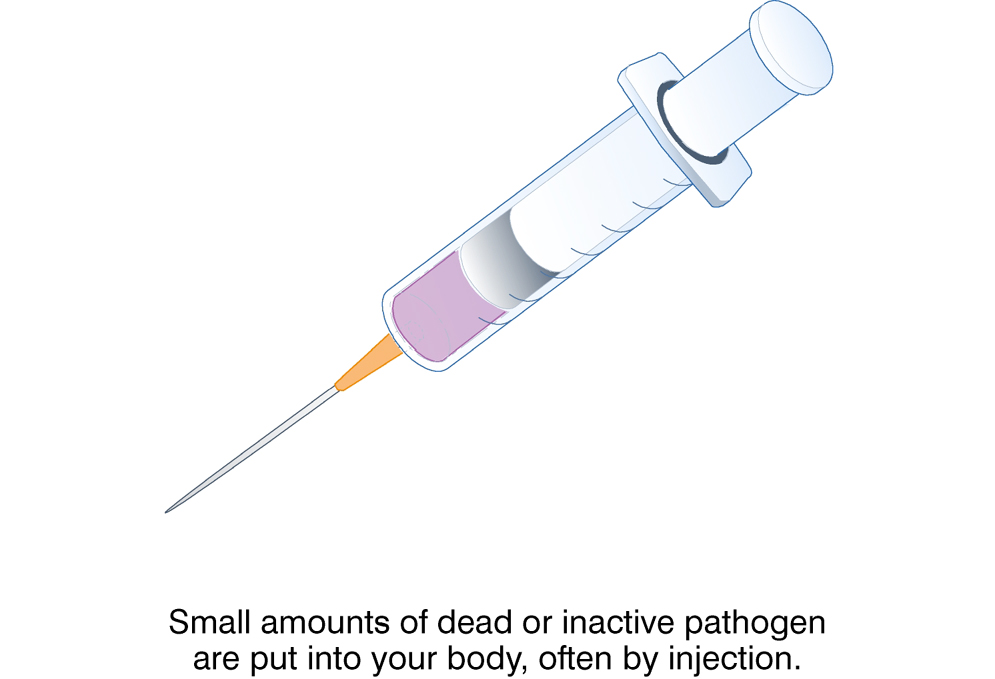 Small amounts of dead or inactive pathogen
are put into your body, often by injection.